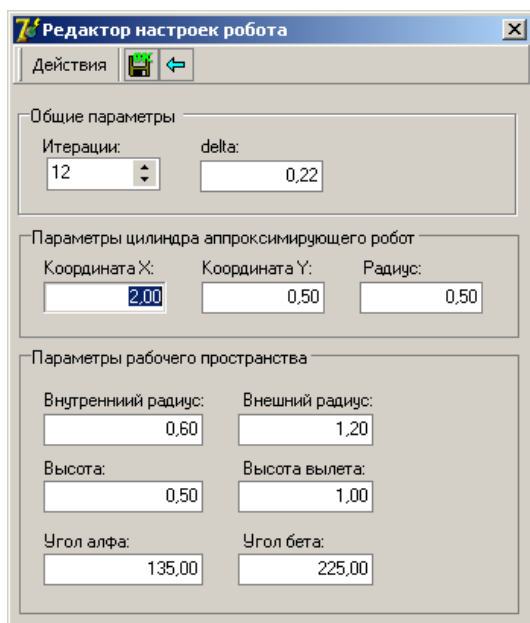 Редактор настроек робота
Действия
Общие параметры
Итерации: delta:
12 0,22
Параметры цилиндра аппроксимирующего робот
Координата X: Координата Y: Радиус:
2,00 0,50 0,50
Параметры рабочего пространства
Внутренниий радиус: Внешний радиус:
0,60 1,20
Высота: Высота вылета:
0,50 1,00
Угол алфа: Угол бета:
135,00 225,00